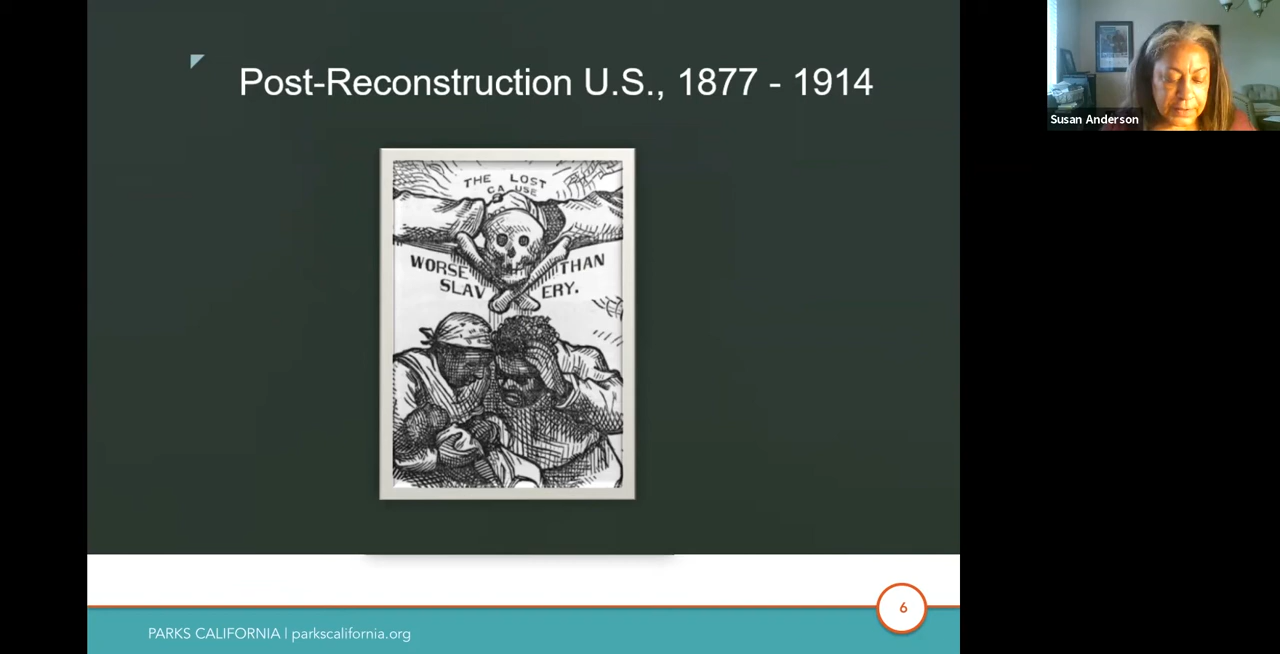 Post-Reconstruction U.S., 1877 - 1914
THE LOST
CAUSE
WORSE THAN
SLAVERY.
Susan Anderson
6
PARKS CALIFORNIA | parkscalifornia.org